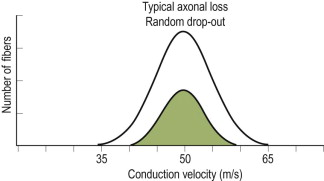 Typical axonal loss
Random drop-out
Number of fibers
35 50 65
Conduction velocity (m/s)